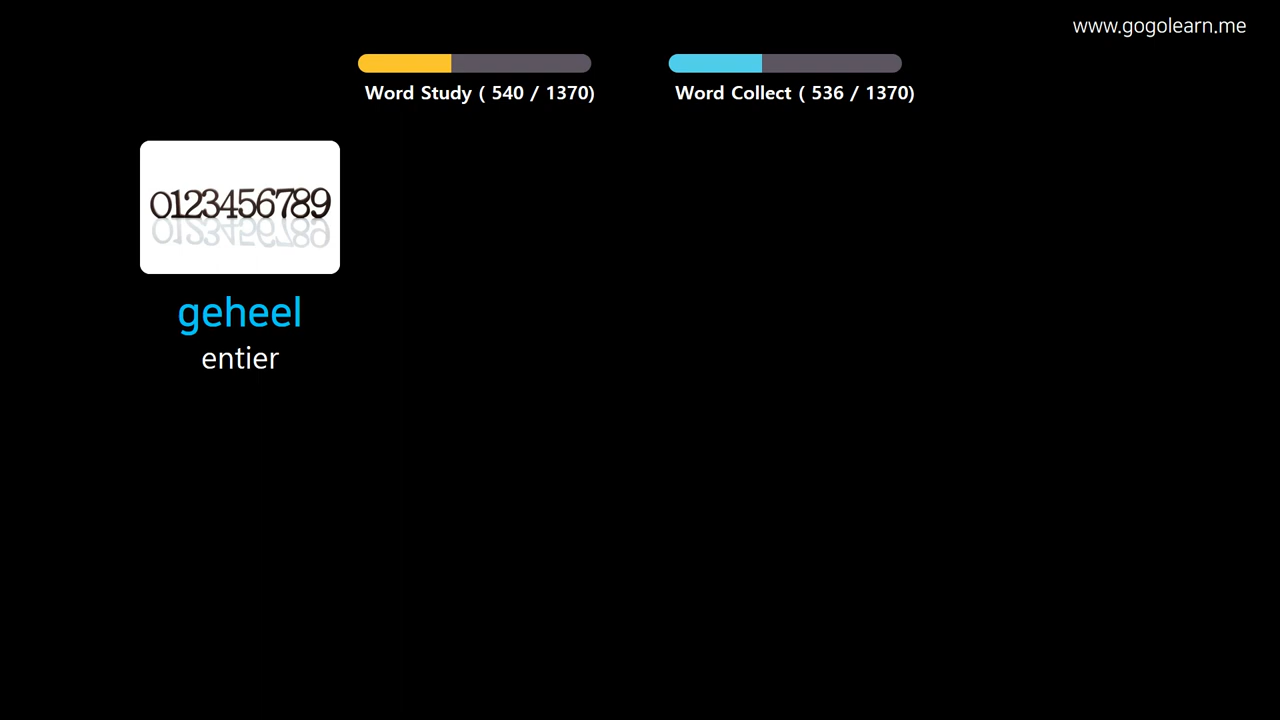 www.gogolearn.me
Word Study ( 540 / 1370)
Word Collect ( 536 / 1370)
0123456789
geheel
entier